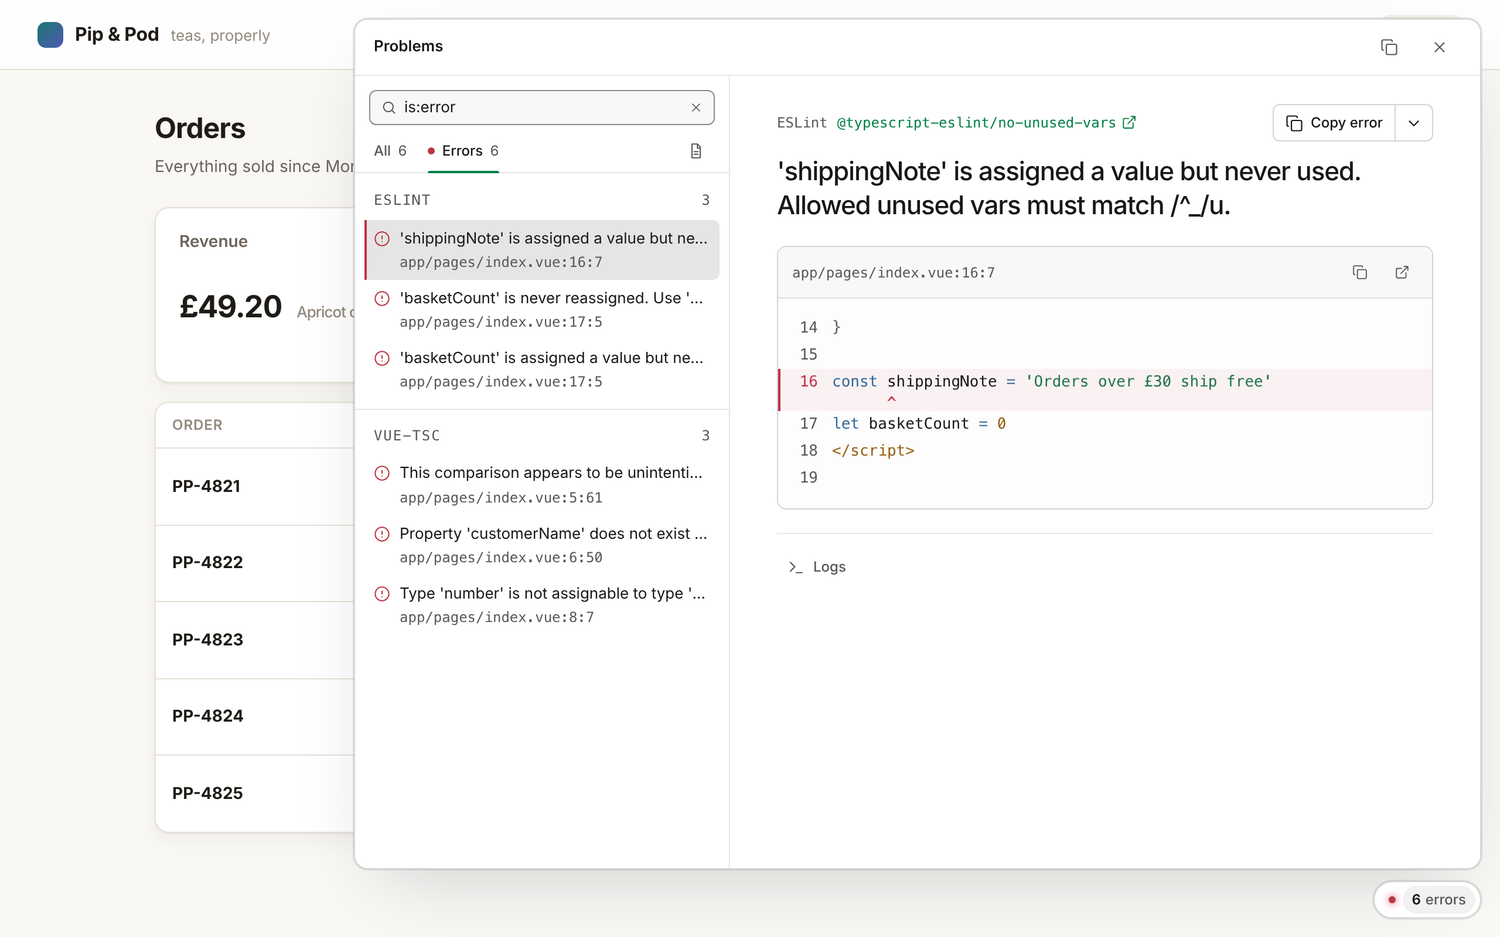 Pip & Pod teas, properly
Orders
Everything sold since Mor
Revenue
£49.20 Apricot
ORDER
PP-4821
PP-4822
PP-4823
PP-4824
PP-4825
Problems
is:error
All 6 Errors 6
ESLINT 3
'shippingNote' is assigned a value but ne...
app/pages/index.vue:16:7
'basketCount' is never reassigned. Use '...
app/pages/index.vue:17:5
'basketCount' is assigned a value but ne...
app/pages/index.vue:17:5
VUE-TSC 3
This comparison appears to be unintenti...
app/pages/index.vue:5:61
Property 'customerName' does not exist ...
app/pages/index.vue:6:50
Type 'number' is not assignable to type '...
app/pages/index.vue:8:7
ESLint @typescript-eslint/no-unused-vars
Copy error
'shippingNote' is assigned a value but never used.
Allowed unused vars must match /^_/u.
app/pages/index.vue:16:7
14 }
15
16 const shippingNote = 'Orders over £30 ship free'
^
17 let basketCount = 0
18 </script>
19
Logs
6 errors